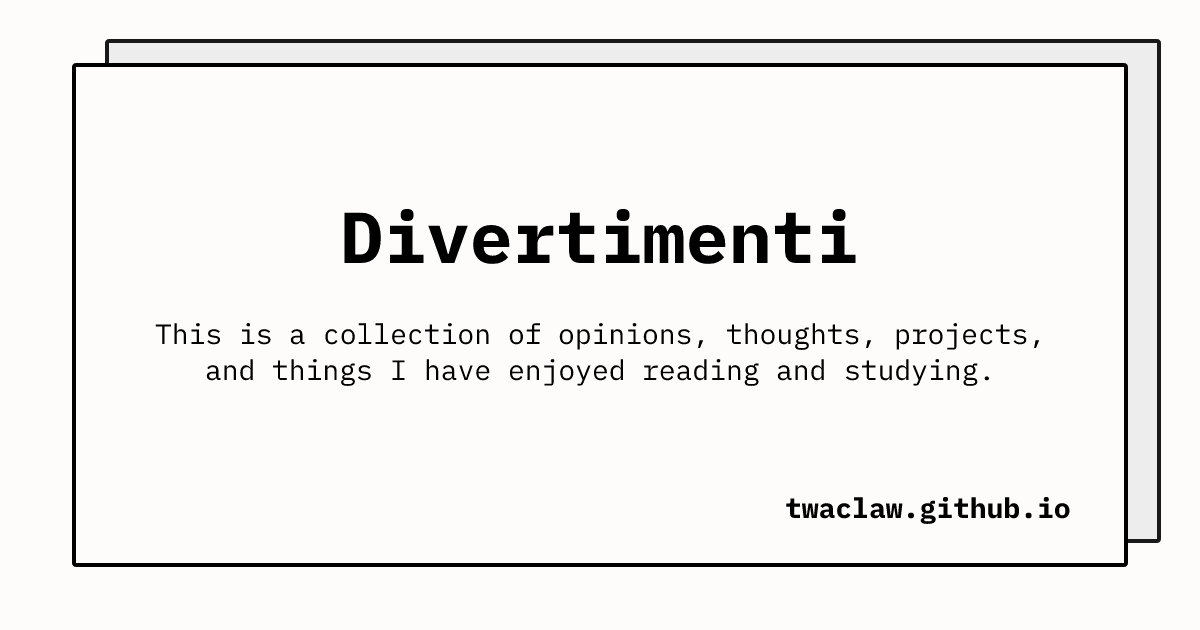 Divertimenti
This is a collection of opinions, thoughts, projects,
and things I have enjoyed reading and studying.
twaclaw.github.io